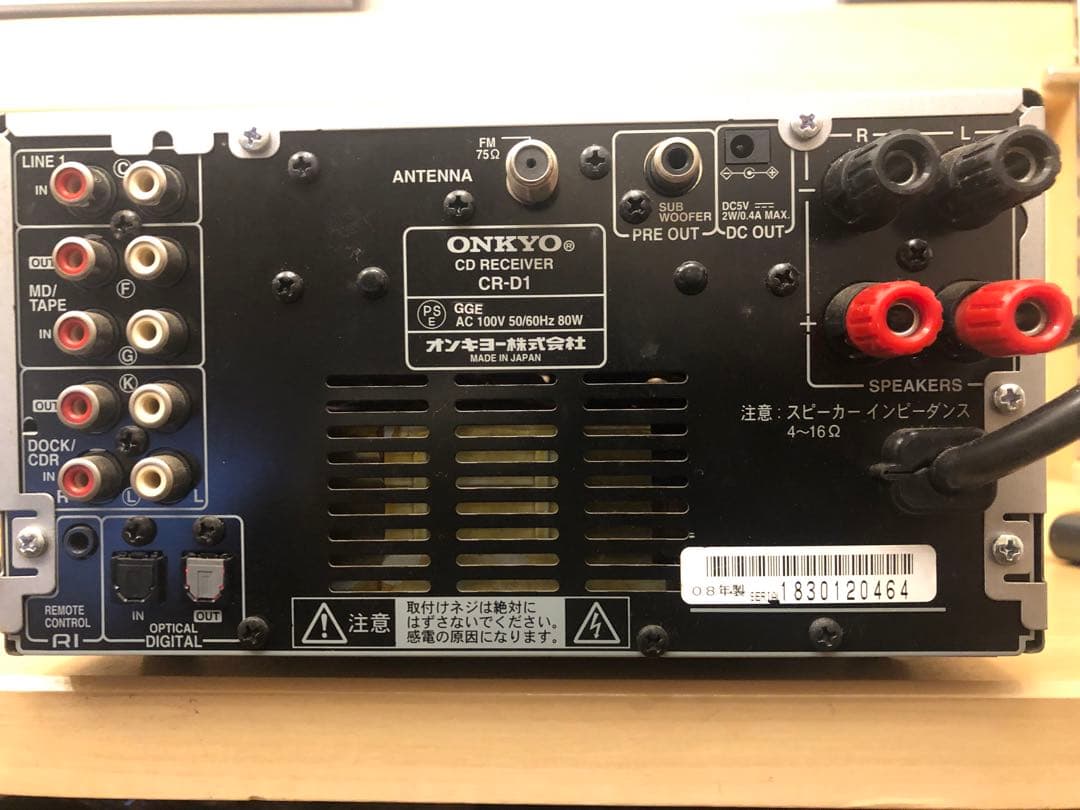 LINE 1
IN
C
OUT
MD/
TAPE
F
IN
G
OUT
K
DOCK/
CDR
IN
R
L
L
REMOTE
CONTROL
RI
IN
OUT
OPTICAL
DIGITAL
FM
75Ω
ANTENNA
SUB
WOOFER
PRE OUT
DC5V
2W/0.4A MAX.
DC OUT
ONKYO®
CD RECEIVER
CR-D1
PS
E
GGE
AC 100V 50/60Hz 80W
オンキヨー株式会社
MADE IN JAPAN
R
L
−
+
SPEAKERS
注意：スピーカー インピーダンス
4〜16Ω
08年製
SERIAL
1830120464
注意
取付けネジは絶対に
はずさないでください。
感電の原因になります。